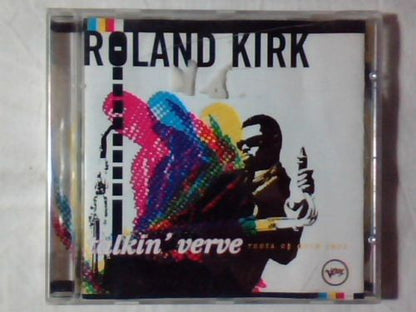 ROLAND KIRK
talkin' verve roots of acid jazz
VERVE